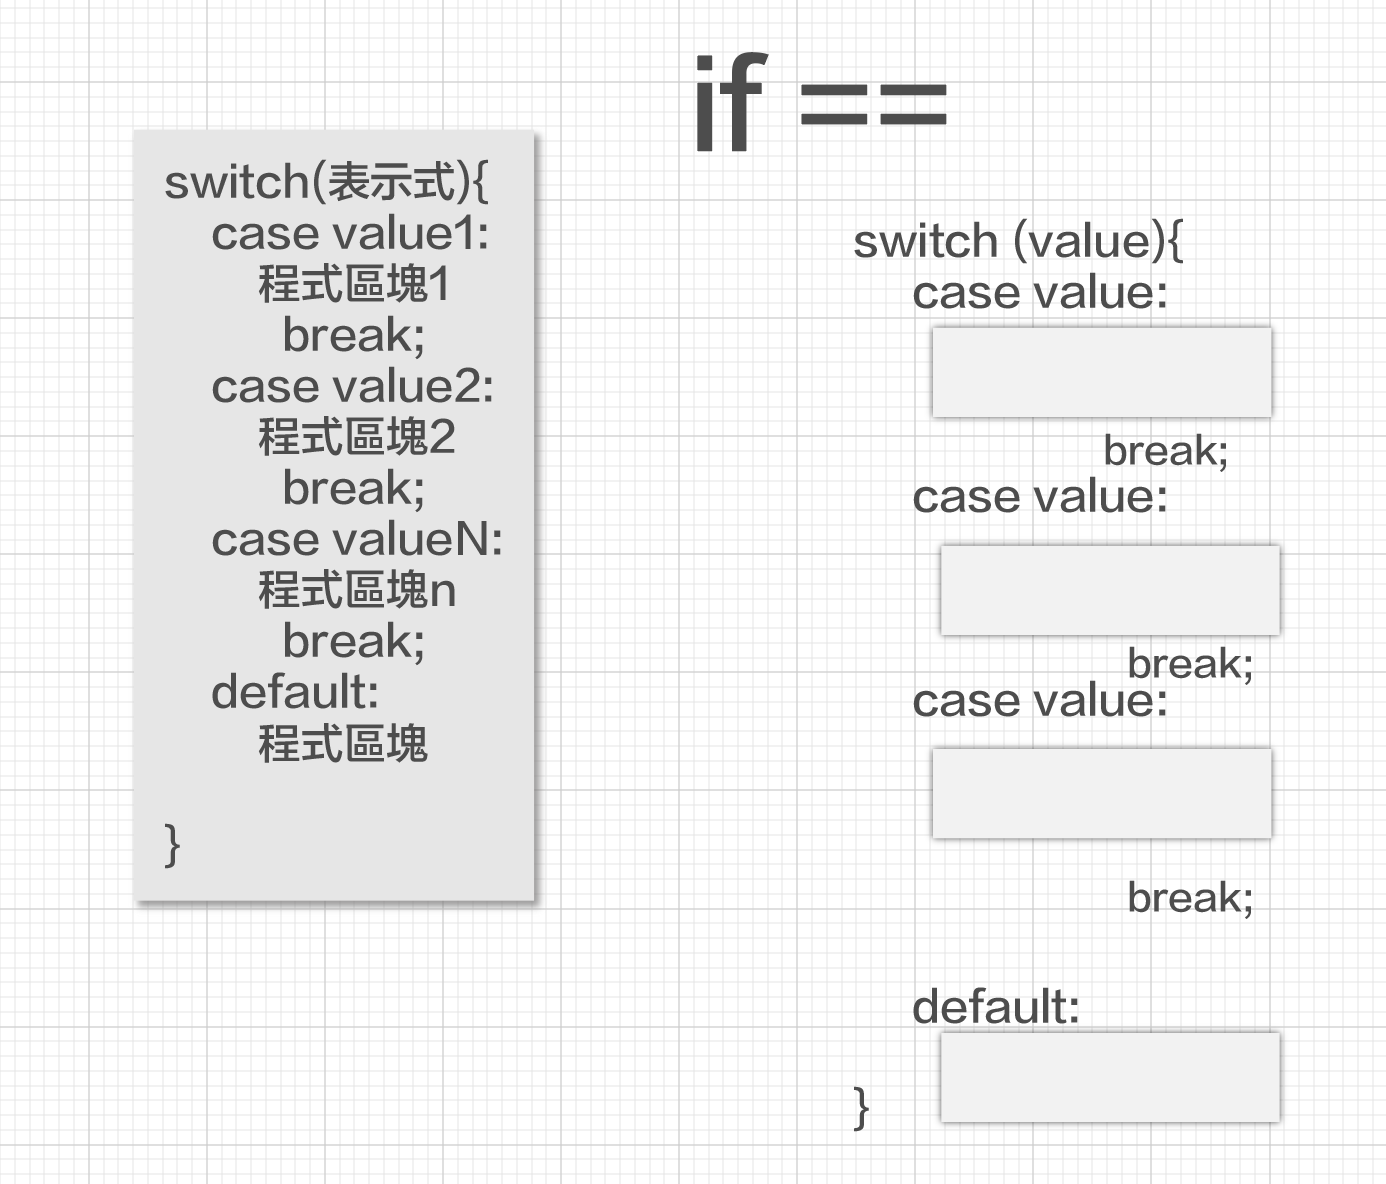 if ==
switch(表示式){
case value1:
程式區塊1
break;
case value2:
程式區塊2
break;
case valueN:
程式區塊n
break;
default:
程式區塊
}
switch (value){
case value:
break;
case value:
break;
case value:
break;
default:
}